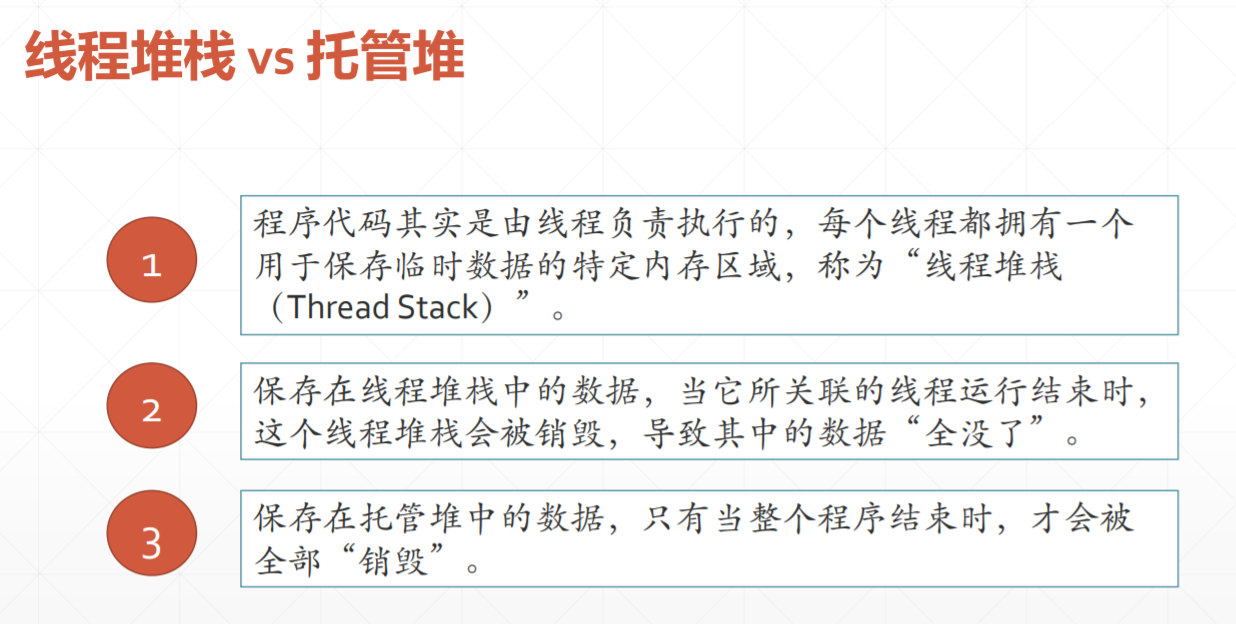 线程堆栈 vs 托管堆
1
程序代码其实是由线程负责执行的，每个线程都拥有一个
用于保存临时数据的特定内存区域，称为“线程堆栈
（Thread Stack）”。
2
保存在线程堆栈中的数据，当它所关联的线程运行结束时，
这个线程堆栈会被销毁，导致其中的数据“全没了”。
3
保存在托管堆中的数据，只有当整个程序结束时，才会被
全部“销毁”。